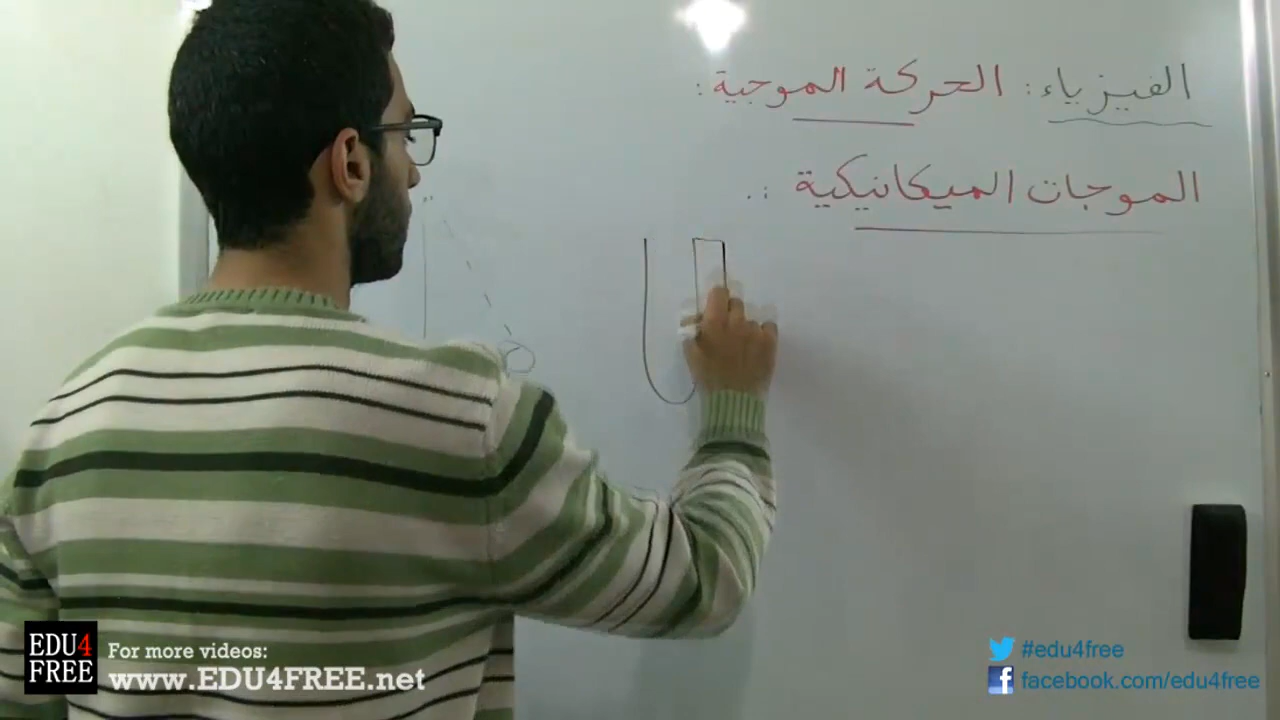 الفيزياء: الحركة الموجية:
الموجات الميكانيكية :.
EDU4
FREE
For more videos:
www.EDU4FREE.net
#edu4free
facebook.com/edu4free